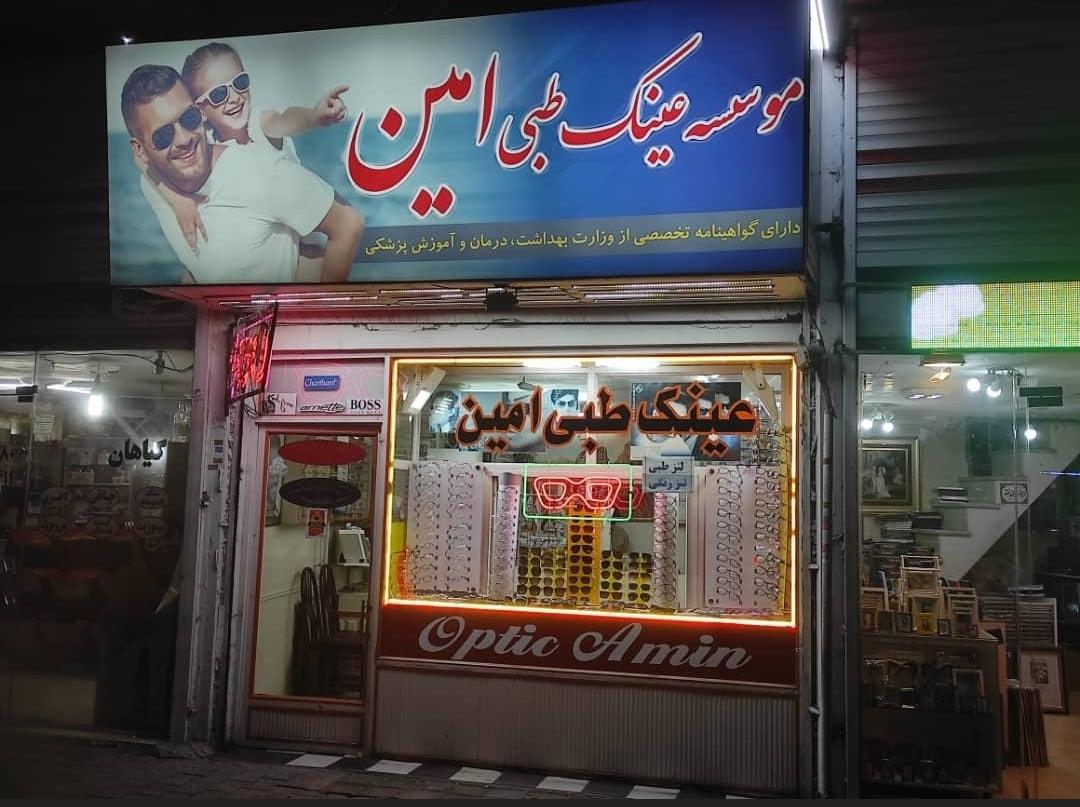 موسسه عینک طبی امین
دارای گواهینامه تخصصی از وزارت بهداشت، درمان و آموزش پزشکی
arnette
BOSS
عینک طبی امین
لنز طبی
لنز رنگی
Optic Amin
گیاهان